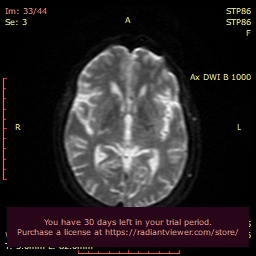 Im: 33/44
Se: 3
A
STP86
STP86
F
Ax DWI B 1000
R
L
You have 30 days left in your trial period.
Purchase a license at https://radiantviewer.com/store/